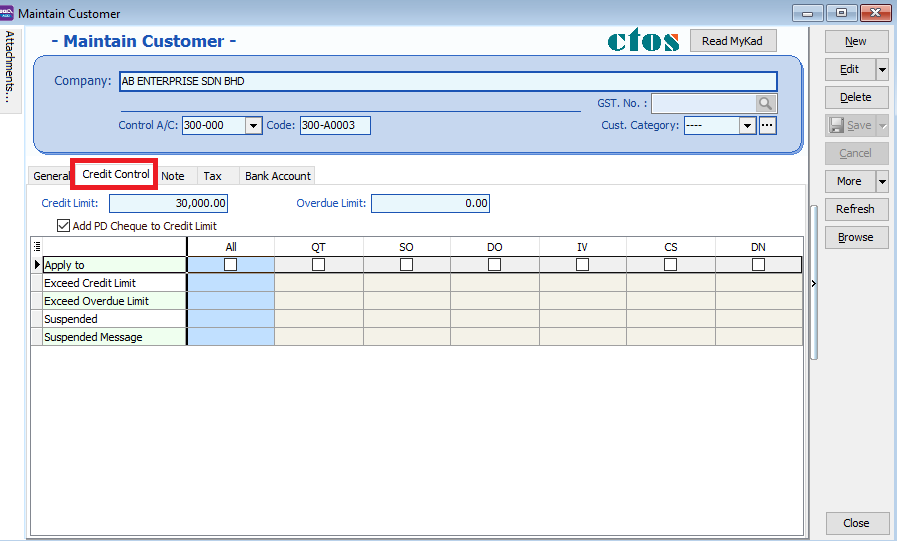 Maintain Customer
Attachments...
- Maintain Customer -
ctos
Read MyKad
Company: AB ENTERPRISE SDN BHD
GST. No. :
Control A/C: 300-000 Code: 300-A0003 Cust. Category: ----
General Credit Control Note Tax Bank Account
Credit Limit: 30,000.00 Overdue Limit: 0.00
Add PD Cheque to Credit Limit
All QT SO DO IV CS DN
Apply to
Exceed Credit Limit
Exceed Overdue Limit
Suspended
Suspended Message
New
Edit
Delete
Save
Cancel
More
Refresh
Browse
Close